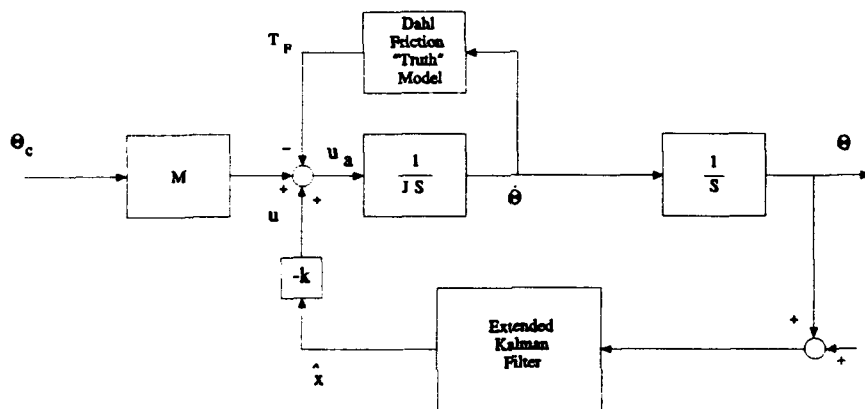 Dahl
Friction
"Truth"
Model
T_F
Θ_c
M
−
+
+
u_a
1
J S
Θ̇
1
S
Θ
u
-k
x̂
Extended
Kalman
Filter
+
+